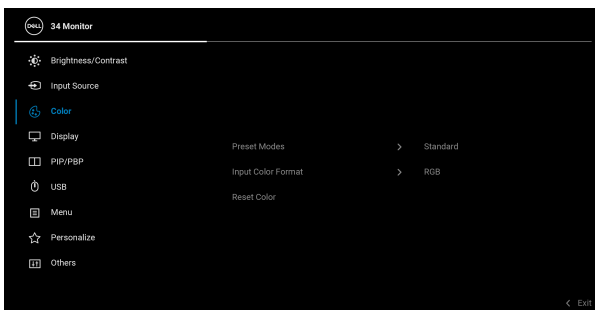 DELL 34 Monitor
Brightness/Contrast
Input Source
Color
Display
Preset Modes Standard
PIP/PBP
Input Color Format RGB
USB
Reset Color
Menu
Personalize
Others
Exit